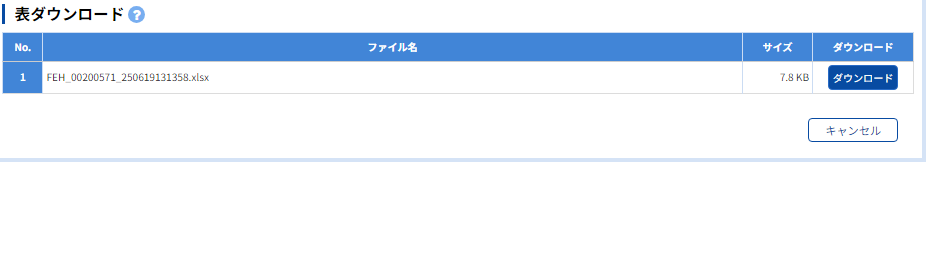 表ダウンロード ?
No. ファイル名 サイズ ダウンロード
1 FEH_00200571_250619131358.xlsx 7.8 KB ダウンロード
キャンセル